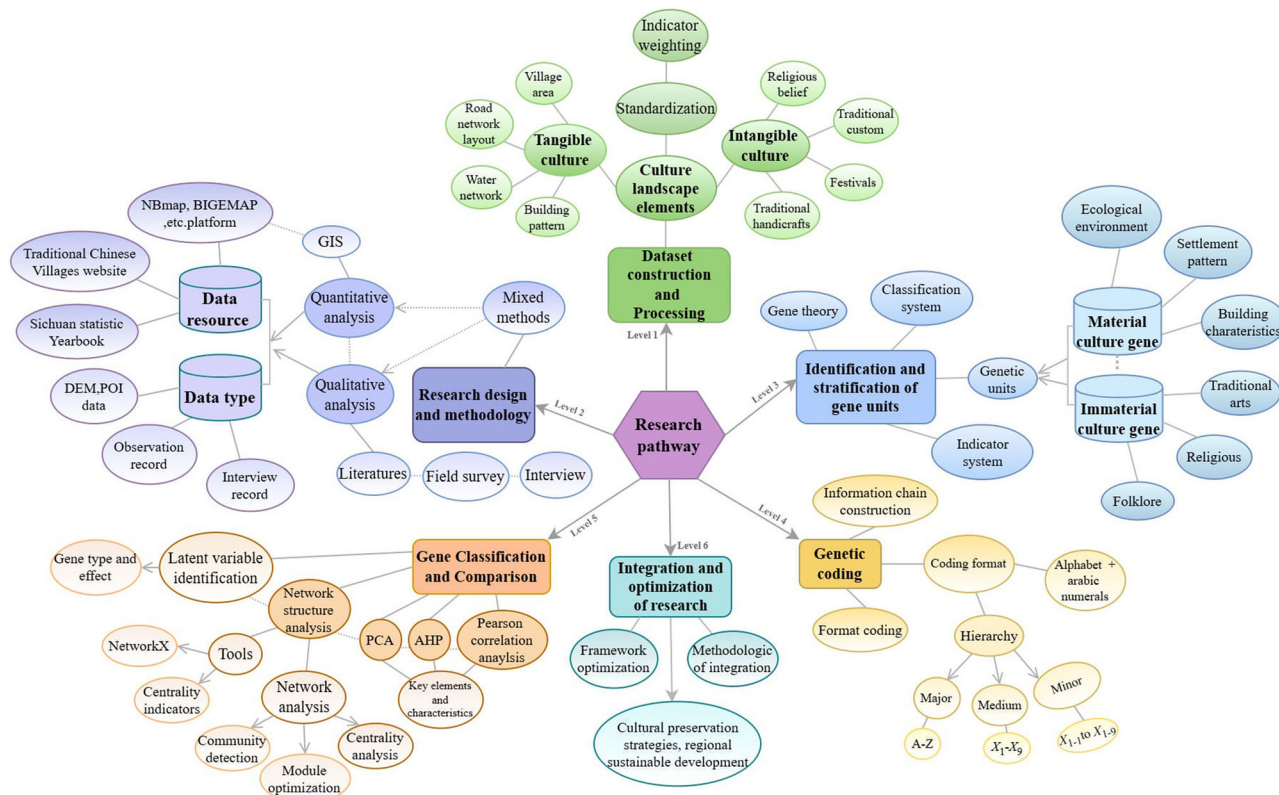 Indicator
weighting
Standardization
Culture
landscape
elements
Village
area
Road
network
layout
Water
network
Building
pattern
Tangible
culture
Religious
belief
Traditional
custom
Festivals
Traditional
handicrafts
Intangible
culture
Dataset
construction
and
Processing
Level 1
NBmap, BIGEMAP
,etc.platform
Traditional Chinese
Villages website
Sichuan statistic
Yearbook
DEM,POI
data
Observation
record
Interview
record
Data
resource
Data type
GIS
Quantitative
analysis
Qualitative
analysis
Mixed
methods
Research design
and methodology
Level 2
Literatures
Field survey
Interview
Research
pathway
Level 3
Gene theory
Classification
system
Identification and
stratification of
gene units
Indicator
system
Genetic
units
Ecological
environment
Settlement
pattern
Building
charateristics
Material
culture gene
Immaterial
culture gene
Traditional
arts
Religious
Folklore
Level 4
Information chain
construction
Genetic
coding
Format coding
Coding format
Alphabet +
arabic
numerals
Hierarchy
Major
Medium
Minor
A-Z
X₁-X₉
X₁₋₁to X₁₋₉
Level 5
Gene Classification
and Comparison
Latent variable
identification
Gene type and
effect
Network
structure
analysis
PCA
AHP
Pearson
correlation
anaylsis
Key elements
and
characteristics
Tools
NetworkX
Centrality
indicators
Network
analysis
Community
detection
Module
optimization
Centrality
analysis
Level 6
Integration and
optimization
of research
Framework
optimization
Methodologic
of integration
Cultural preservation
strategies, regional
sustainable development